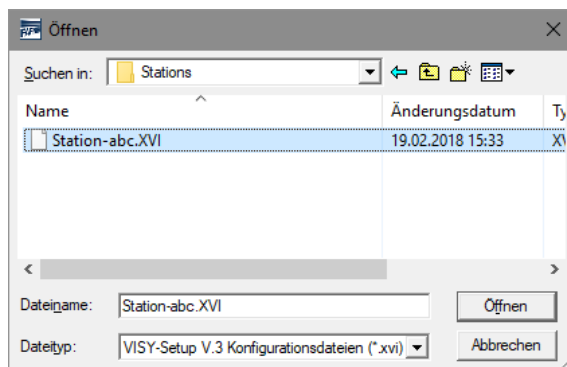 Öffnen
Suchen in: Stations
Name Änderungsdatum
Station-abc.XVI 19.02.2018 15:33
Dateiname: Station-abc.XVI Öffnen
Dateityp: VISY-Setup V.3 Konfigurationsdateien (*.xvi) Abbrechen